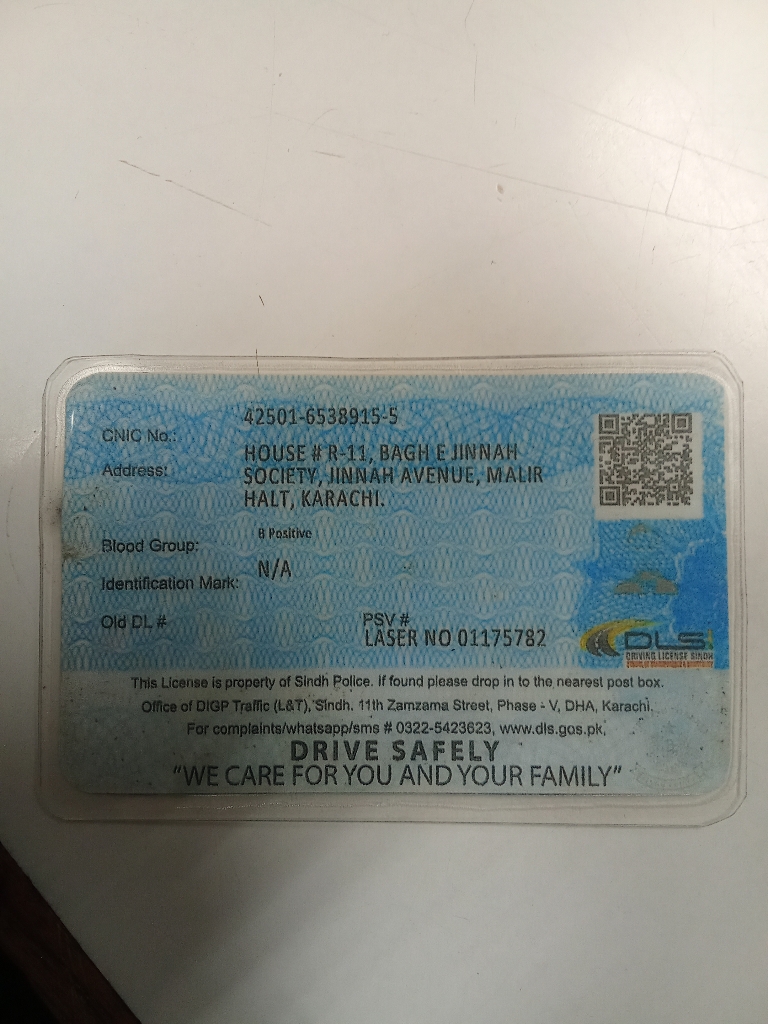 CNIC No.: 42501-6538915-5
Address: HOUSE # R-11, BAGH E JINNAH
SOCIETY, JINNAH AVENUE, MALIR
HALT, KARACHI.
Blood Group: B Positive
Identification Mark: N/A
Old DL # PSV #
LASER NO 01175782
DLS
DRIVING LICENSE SINDH
This License is property of Sindh Police. If found please drop in to the nearest post box.
Office of DIGP Traffic (L&T), Sindh. 11th Zamzama Street, Phase - V, DHA, Karachi.
For complaints/whatsapp/sms # 0322-5423623, www.dls.gos.pk,
DRIVE SAFELY
“WE CARE FOR YOU AND YOUR FAMILY”